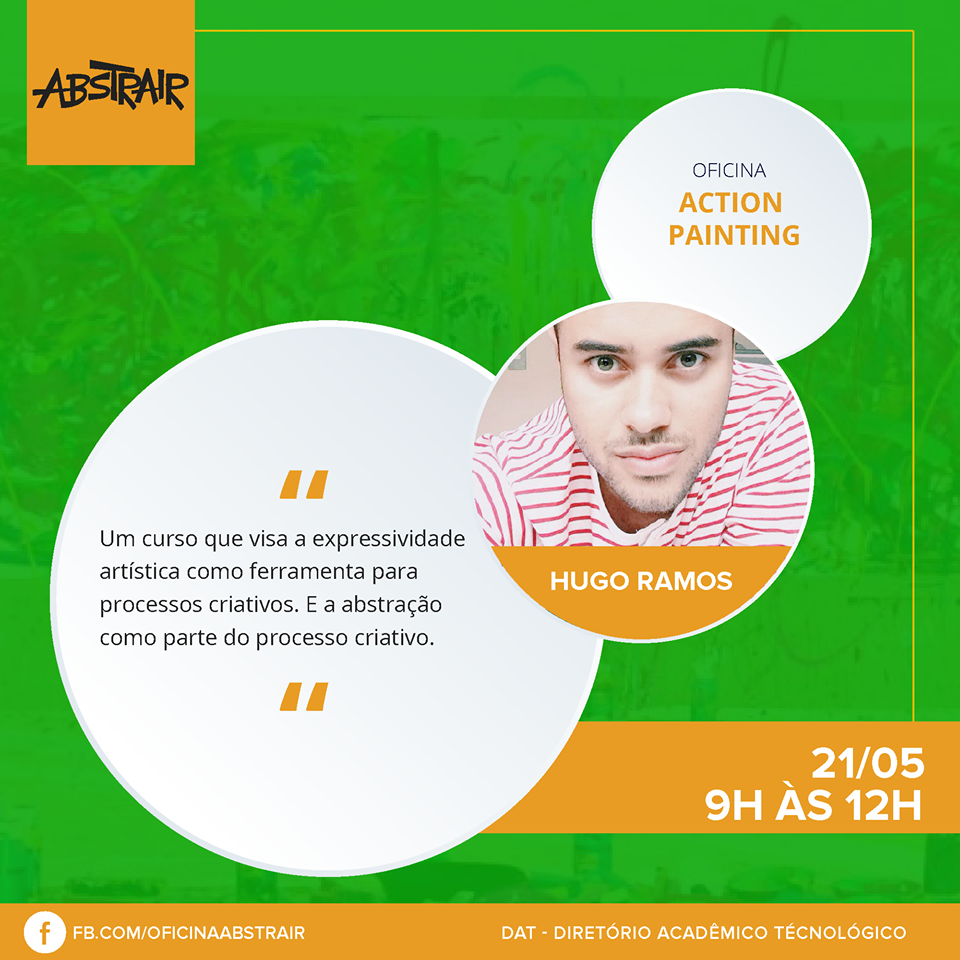 ABSTRAIR
OFICINA
ACTION
PAINTING
“
Um curso que visa a expressividade
artística como ferramenta para
processos criativos. E a abstração
como parte do processo criativo.
“
HUGO RAMOS
21/05
9H ÀS 12H
f
FB.COM/OFICINAABSTRAIR
DAT - DIRETÓRIO ACADÊMICO TÉCNOLÓGICO